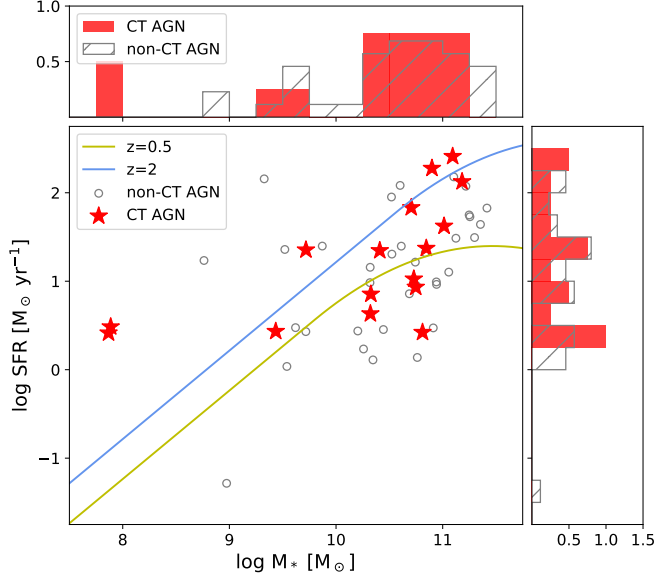 1.0
0.5
CT AGN
non-CT AGN
z=0.5
z=2
non-CT AGN
CT AGN
2
1
0
−1
log SFR [M⊙ yr⁻¹]
8
9
10
11
log M* [M⊙]
0.5
1.0
1.5